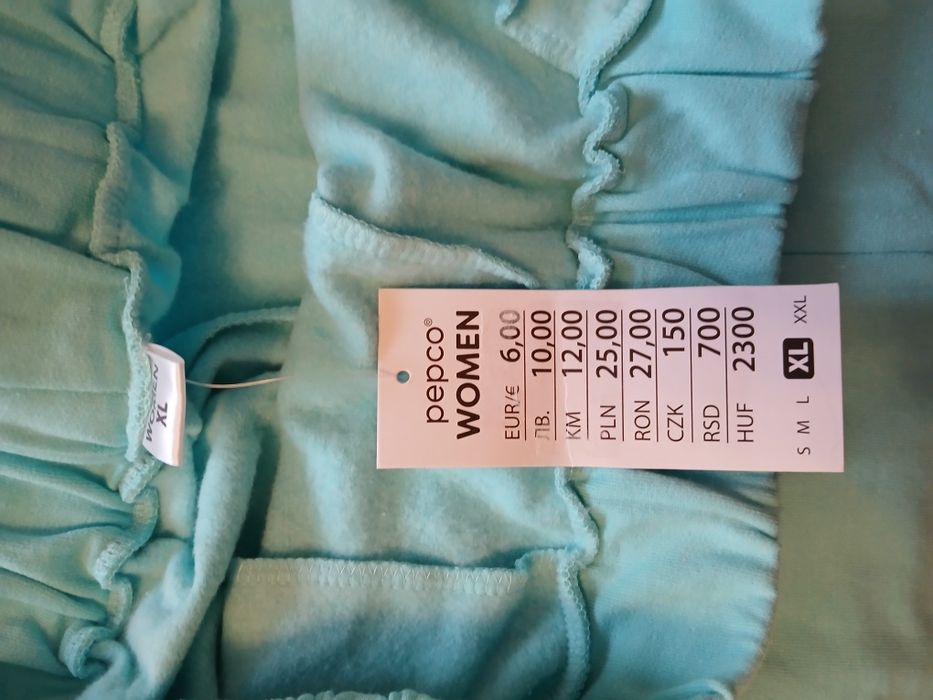 pepco®
WOMEN
EUR/€ 6,00
ЛВ. 10,00
KM 12,00
PLN 25,00
RON 27,00
CZK 150
RSD 700
HUF 2300
S M L XL XXL
WOMEN
XL